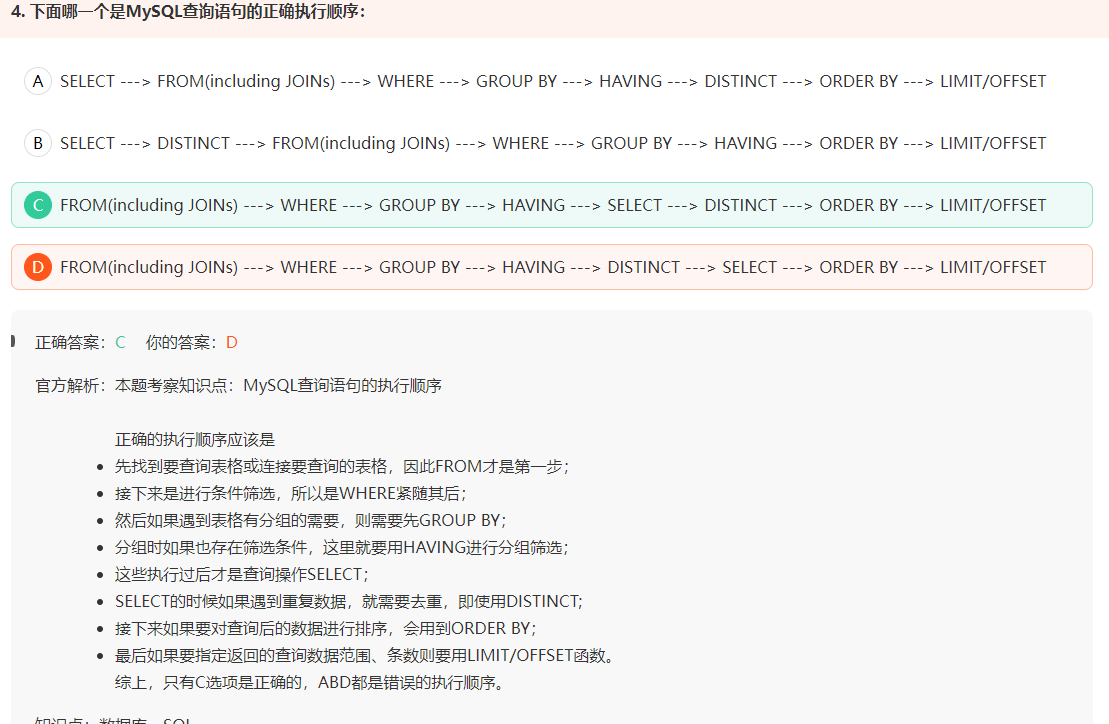 4. 下面哪一个是MySQL查询语句的正确执行顺序：
A SELECT ---> FROM(including JOINs) ---> WHERE ---> GROUP BY ---> HAVING ---> DISTINCT ---> ORDER BY ---> LIMIT/OFFSET
B SELECT ---> DISTINCT ---> FROM(including JOINs) ---> WHERE ---> GROUP BY ---> HAVING ---> ORDER BY ---> LIMIT/OFFSET
C FROM(including JOINs) ---> WHERE ---> GROUP BY ---> HAVING ---> SELECT ---> DISTINCT ---> ORDER BY ---> LIMIT/OFFSET
D FROM(including JOINs) ---> WHERE ---> GROUP BY ---> HAVING ---> DISTINCT ---> SELECT ---> ORDER BY ---> LIMIT/OFFSET
正确答案：C 你的答案：D
官方解析：本题考察知识点：MySQL查询语句的执行顺序
正确的执行顺序应该是
• 先找到要查询表格或连接要查询的表格，因此FROM才是第一步；
• 接下来是进行条件筛选，所以是WHERE紧随其后；
• 然后如果遇到表格有分组的需要，则需要先GROUP BY；
• 分组时如果也存在筛选条件，这里就要用HAVING进行分组筛选；
• 这些执行过后才是查询操作SELECT；
• SELECT的时候如果遇到重复数据，就需要去重，即使用DISTINCT；
• 接下来如果要对查询后的数据进行排序，会用到ORDER BY；
• 最后如果要指定返回的查询数据范围、条数则要用LIMIT/OFFSET函数。
综上，只有C选项是正确的，ABD都是错误的执行顺序。
知识点：数据库、SQL